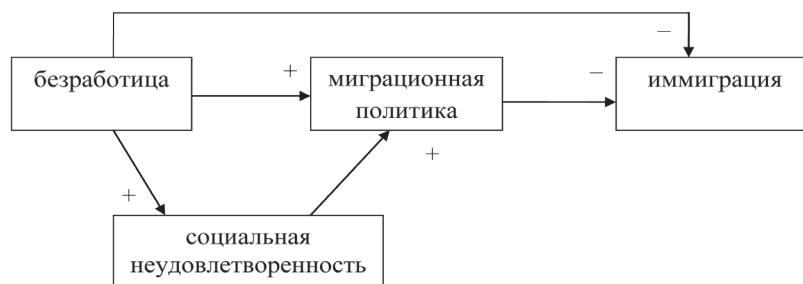 –
безработица
+
миграционная
политика
–
иммиграция
+
+
социальная
неудовлетворенность